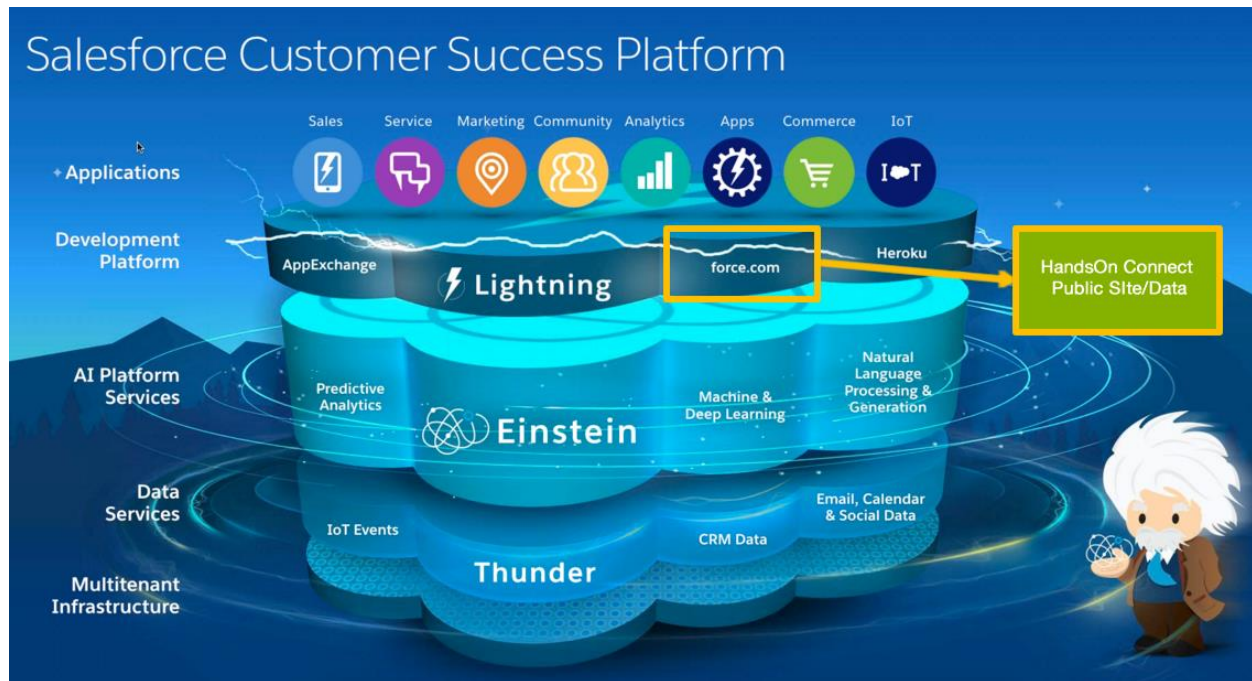 Salesforce Customer Success Platform
Sales Service Marketing Community Analytics Apps Commerce IoT
Applications
I T
Development
Platform
AppExchange
Lightning
force.com
Heroku
HandsOn Connect
Public SIte/Data
AI Platform
Services
Predictive
Analytics
Einstein
Machine &
Deep Learning
Natural
Language
Processing &
Generation
Data
Services
IoT Events
Thunder
CRM Data
Email, Calendar
& Social Data
Multitenant
Infrastructure